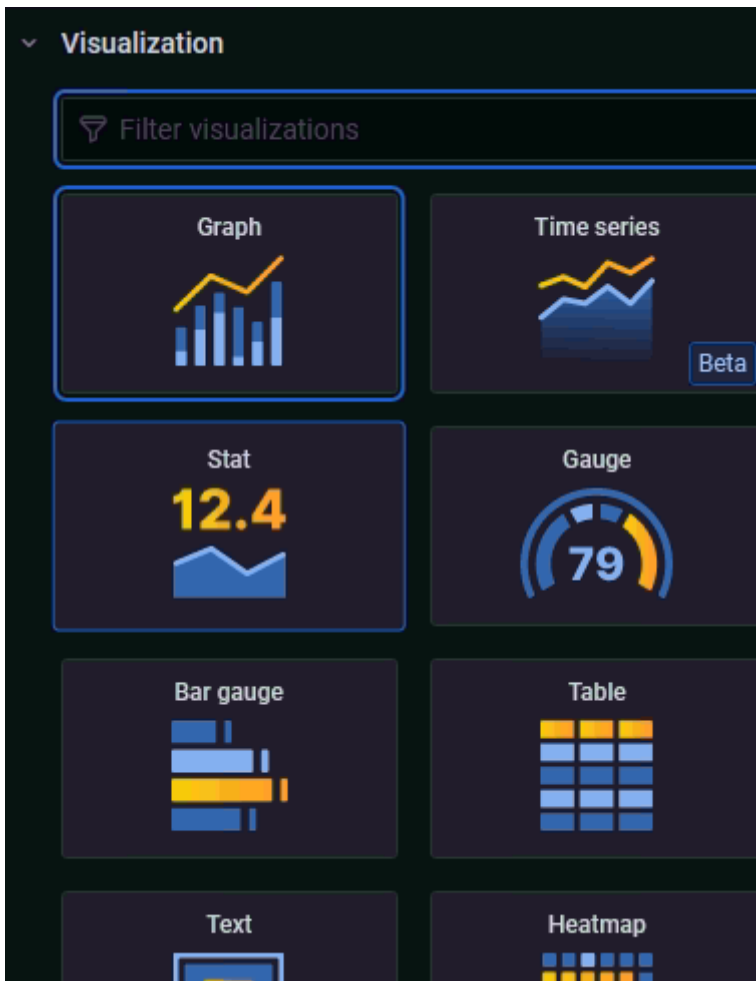 Visualization
Filter visualizations
Graph
Time series
Beta
Stat
12.4
Gauge
79
Bar gauge
Table
Text
Heatmap